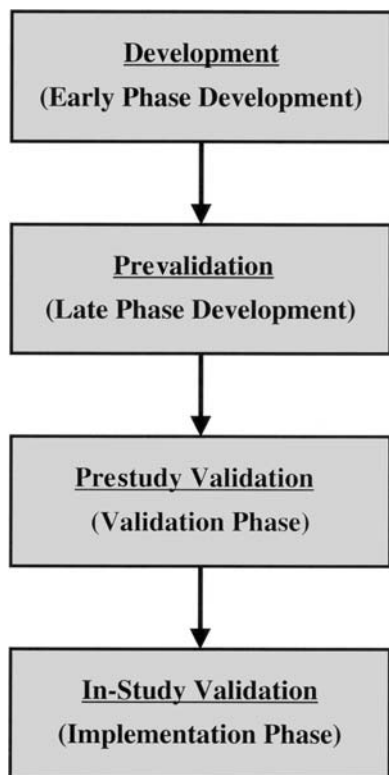 Development
(Early Phase Development)
Prevalidation
(Late Phase Development)
Prestudy Validation
(Validation Phase)
In-Study Validation
(Implementation Phase)